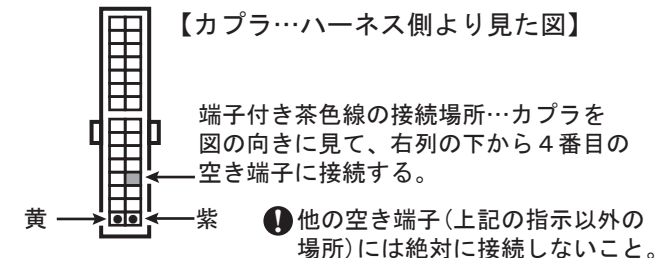 【カプラ…ハーネス側より見た図】
端子付き茶色線の接続場所…カプラを
図の向きに見て、右列の下から４番目の
空き端子に接続する。
黄
紫
他の空き端子(上記の指示以外の
場所)には絶対に接続しないこと。